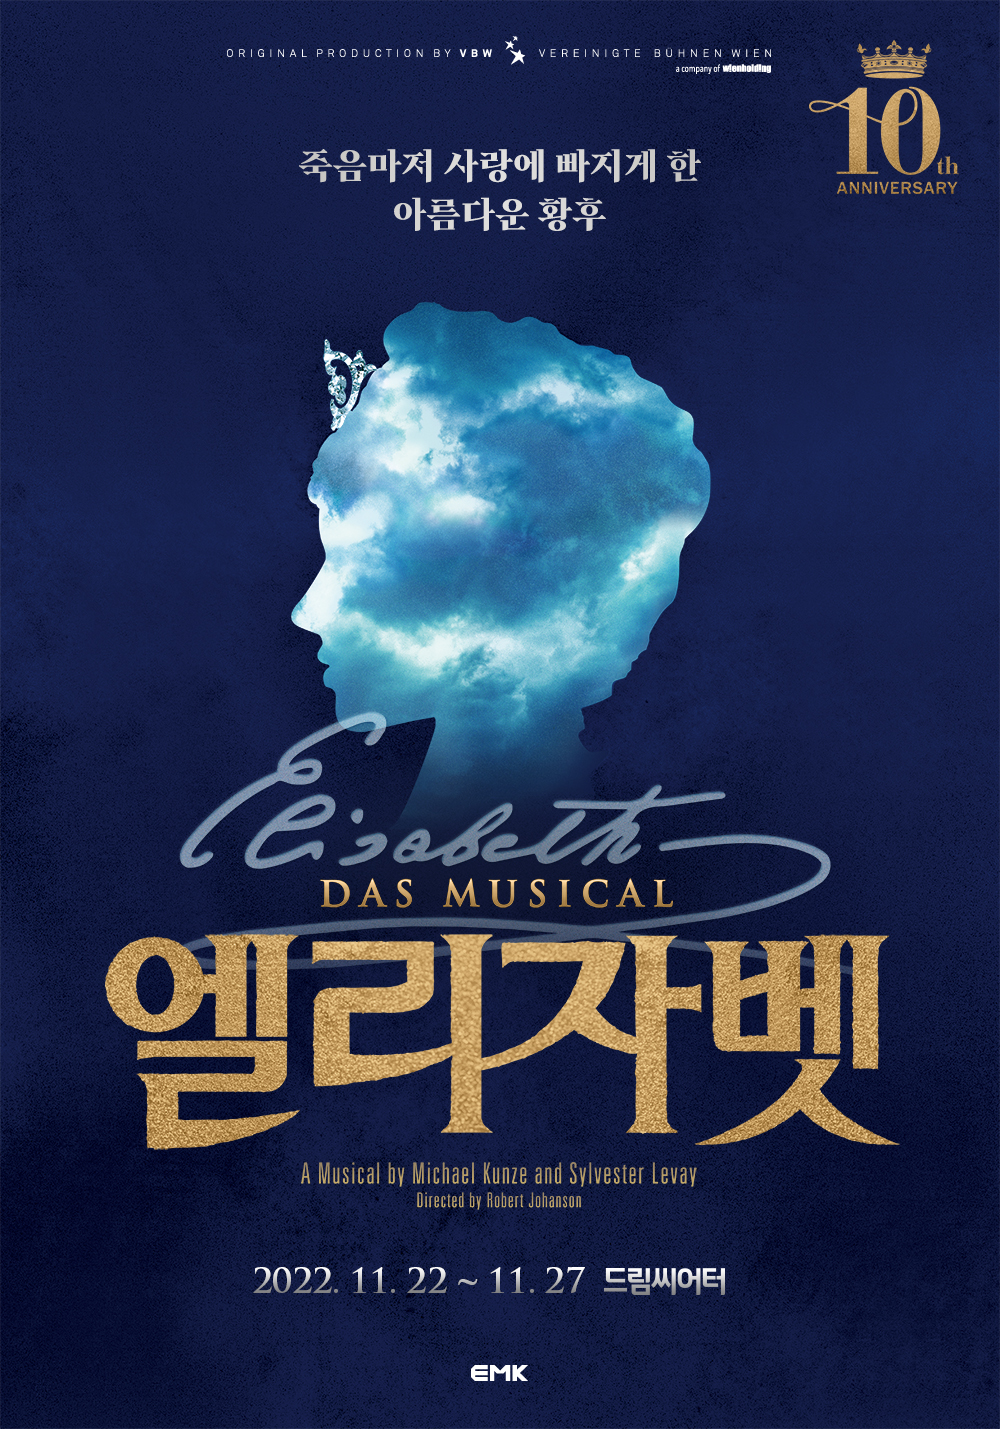 ORIGINAL PRODUCTION BY VBW VEREINIGTE BÜHNEN WIEN
a company of wienholding
10th
ANNIVERSARY
죽음마저 사랑에 빠지게 한
아름다운 황후
Elisabeth
DAS MUSICAL
엘리자벳
A Musical by Michael Kunze and Sylvester Levay
Directed by Robert Johanson
2022. 11. 22 ~ 11. 27 드림씨어터
EMK